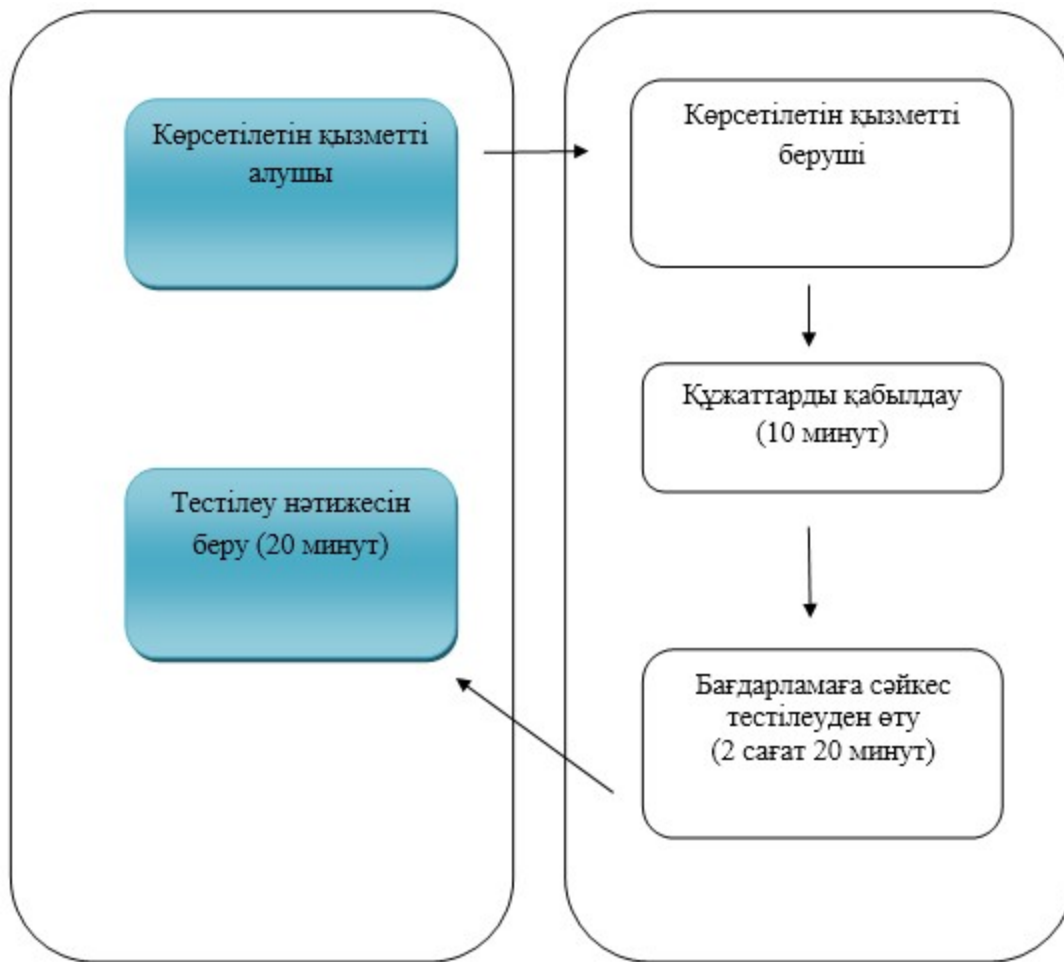 Көрсетілетін қызметті
алушы
Көрсетілетін қызметті
беруші
Құжаттарды қабылдау
(10 минут)
Бағдарламаға сәйкес
тестілеуден өту
(2 сағат 20 минут)
Тестілеу нәтижесін
беру (20 минут)